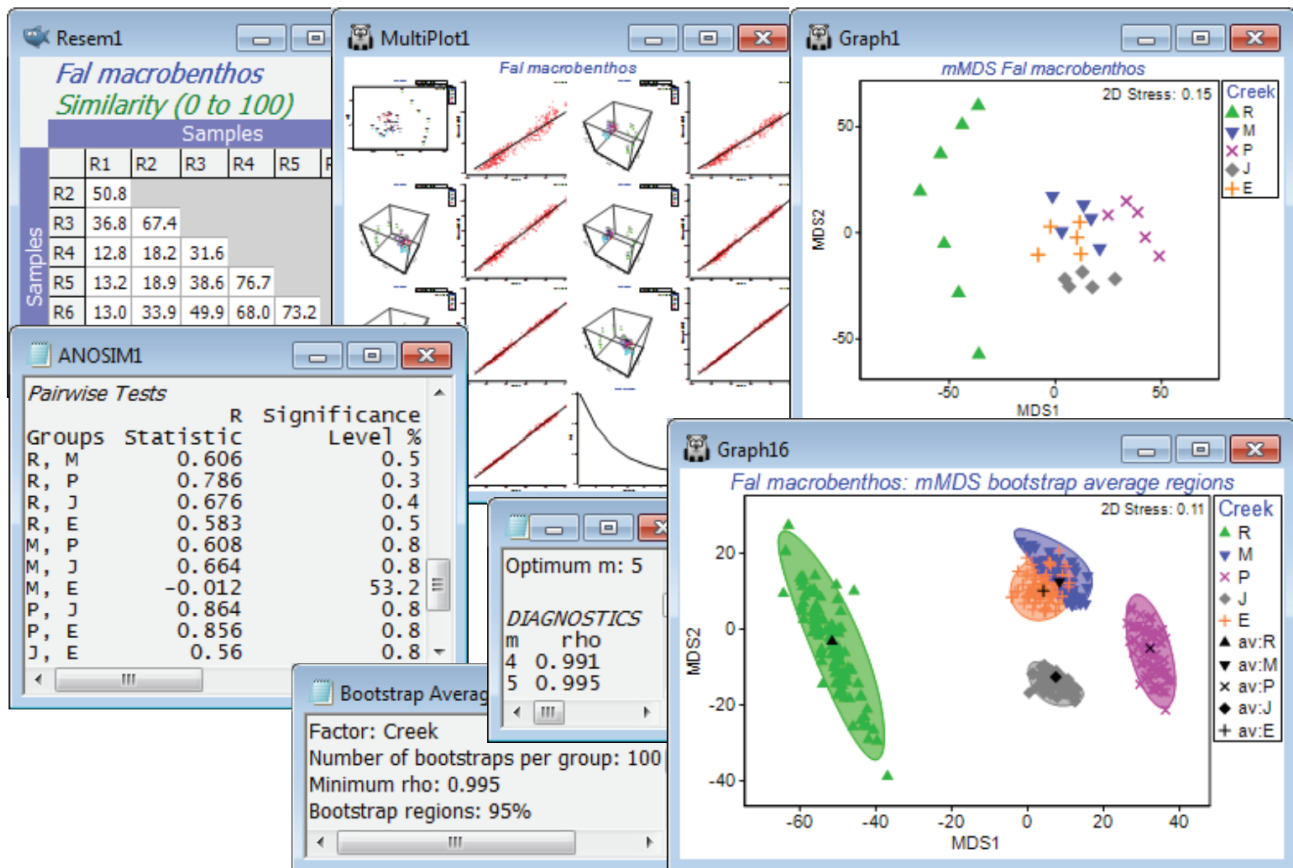 Resem1
Fal macrobenthos
Similarity (0 to 100)
Samples
Samples
R1 R2 R3 R4 R5
R2 50.8
R3 36.8 67.4
R4 12.8 18.2 31.6
R5 13.2 18.9 38.6 76.7
R6 13.0 33.9 49.9 68.0 73.2
MultiPlot1
Fal macrobenthos
Graph1
mMDS Fal macrobenthos
2D Stress: 0.15
Creek
R
M
P
J
E
MDS2
50
0
-50
-50 0 50
MDS1
ANOSIM1
Pairwise Tests
R Significance
Groups Statistic Level %
R, M 0.606 0.5
R, P 0.786 0.3
R, J 0.676 0.4
R, E 0.583 0.5
M, P 0.608 0.8
M, J 0.664 0.8
M, E -0.012 53.2
P, J 0.864 0.8
P, E 0.856 0.8
J, E 0.56 0.8
Optimum m: 5
DIAGNOSTICS
m rho
4 0.991
5 0.995
Bootstrap Averag
Factor: Creek
Number of bootstraps per group: 100
Minimum rho: 0.995
Bootstrap regions: 95%
Graph16
Fal macrobenthos: mMDS bootstrap average regions
2D Stress: 0.11
Creek
R
M
P
J
E
av:R
av:M
av:P
av:J
av:E
MDS2
20
0
-20
-40
-60 -40 -20 0 20 40
MDS1